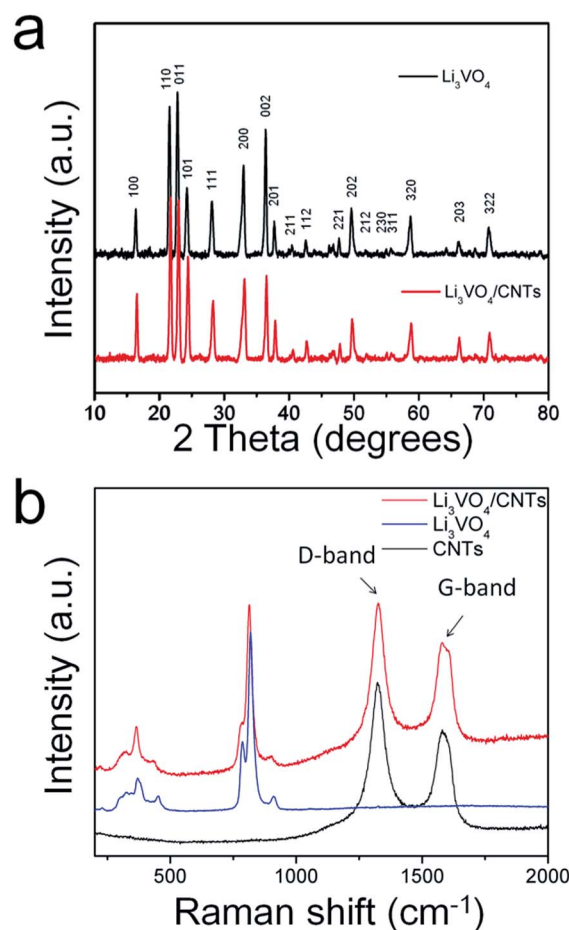 a
Intensity (a.u.)
Li₃VO₄
100
110
011
101
111
200
002
201
211
112
221
202
212
230
311
320
203
322
Li₃VO₄/CNTs
10 20 30 40 50 60 70 80
2 Theta (degrees)
b
Intensity (a.u.)
Li₃VO₄/CNTs
Li₃VO₄
CNTs
D-band
G-band
500 1000 1500 2000
Raman shift (cm⁻¹)